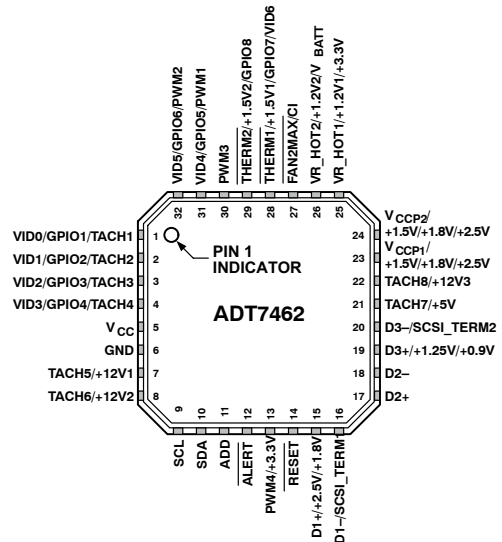 VID5/GPIO6/PWM2
VID4/GPIO5/PWM1
PWM3
THERM2/+1.5V2/GPIO8
THERM1/+1.5V1/GPIO7/VID6
FAN2MAX/CI
VR_HOT2/+1.2V2/VBATT
VR_HOT1/+1.2V1/+3.3V
32
31
30
29
28
27
26
25
VID0/GPIO1/TACH1
VID1/GPIO2/TACH2
VID2/GPIO3/TACH3
VID3/GPIO4/TACH4
VCC
GND
TACH5/+12V1
TACH6/+12V2
1
2
3
4
5
6
7
8
PIN 1
INDICATOR
ADT7462
24
23
22
21
20
19
18
17
VCCP2/
+1.5V/+1.8V/+2.5V
VCCP1/
+1.5V/+1.8V/+2.5V
TACH8/+12V3
TACH7/+5V
D3–/SCSI_TERM2
D3+/+1.25V/+0.9V
D2–
D2+
9
10
11
12
13
14
15
16
SCL
SDA
ADD
ALERT
PWM4/+3.3V
RESET
D1+/+2.5V/+1.8V
D1–/SCSI_TERM1